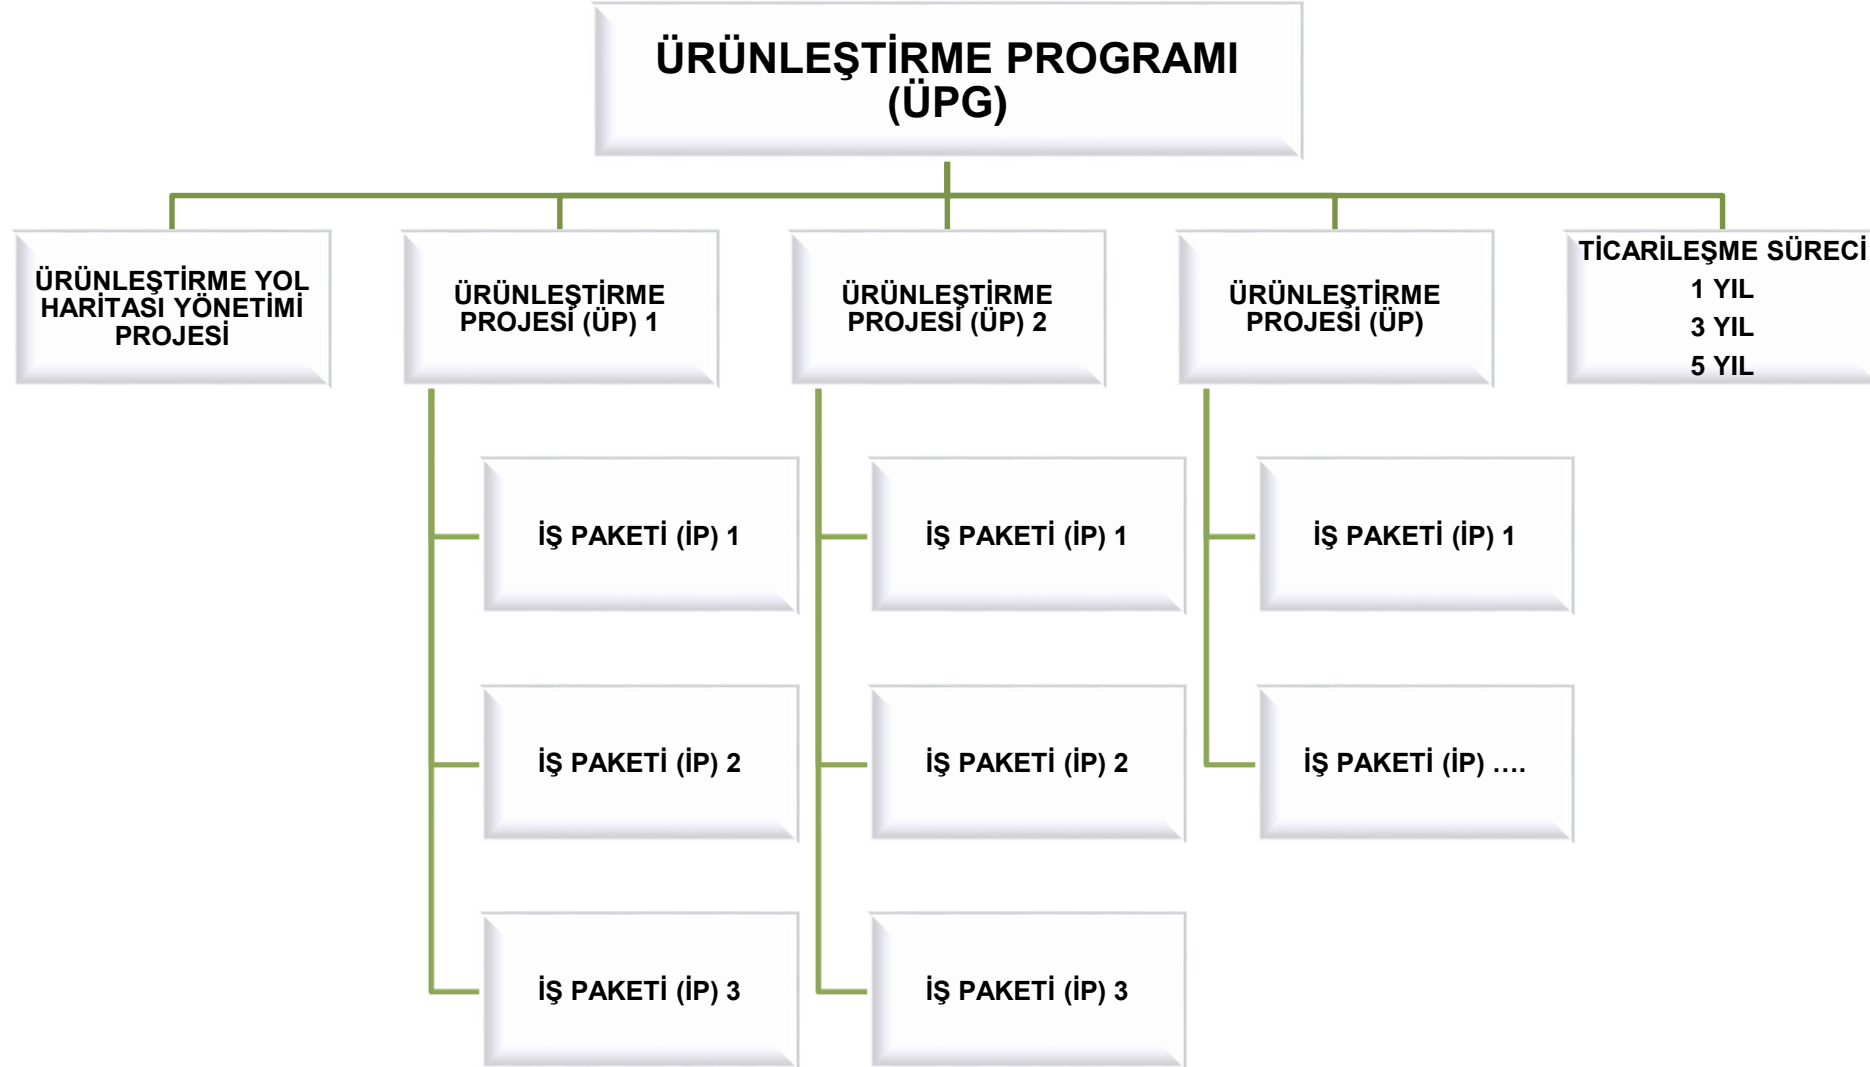 ÜRÜNLEŞTİRME PROGRAMI
(ÜPG)
ÜRÜNLEŞTİRME YOL
HARİTASI YÖNETİMİ
PROJESİ
ÜRÜNLEŞTİRME
PROJESİ (ÜP) 1
ÜRÜNLEŞTİRME
PROJESİ (ÜP) 2
ÜRÜNLEŞTİRME
PROJESİ (ÜP)
TİCARİLEŞME SÜRECİ
1 YIL
3 YIL
5 YIL
İŞ PAKETİ (İP) 1
İŞ PAKETİ (İP) 1
İŞ PAKETİ (İP) 1
İŞ PAKETİ (İP) 2
İŞ PAKETİ (İP) 2
İŞ PAKETİ (İP) ….
İŞ PAKETİ (İP) 3
İŞ PAKETİ (İP) 3